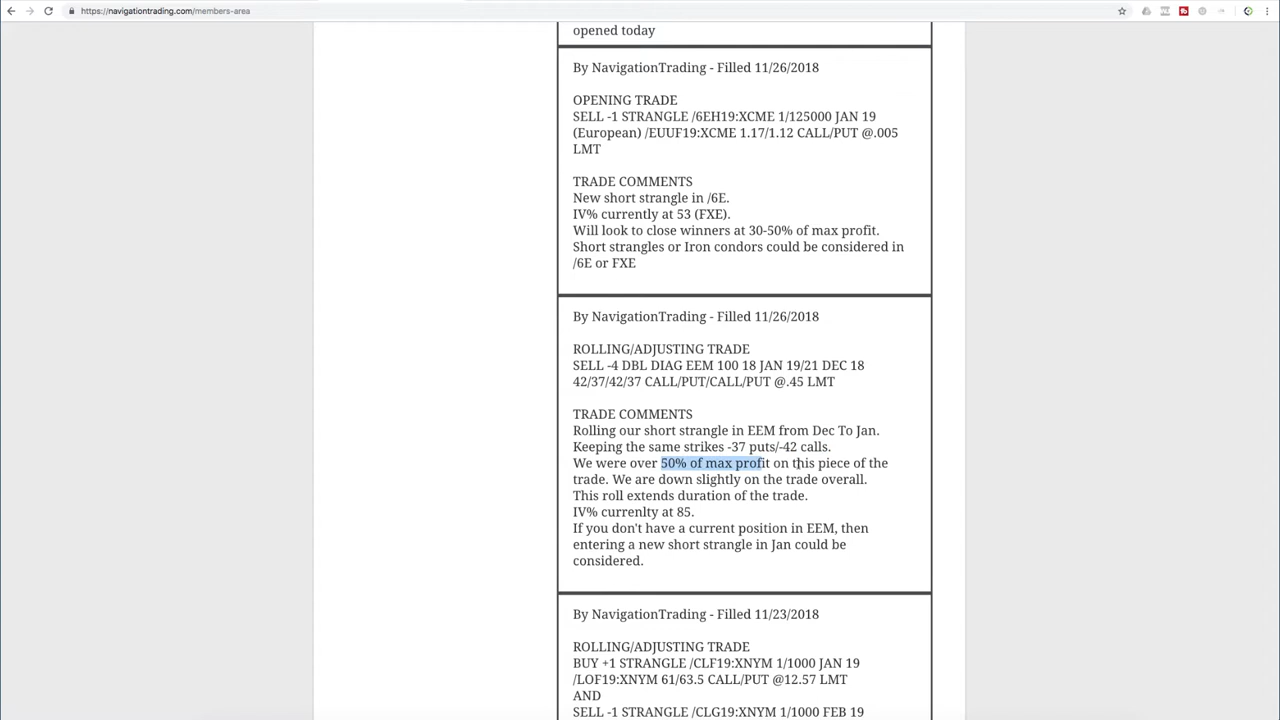 https://navigationtrading.com/members-area
opened today
By NavigationTrading - Filled 11/26/2018
OPENING TRADE
SELL -1 STRANGLE /6EH19:XCME 1/125000 JAN 19
(European) /EUUF19:XCME 1.17/1.12 CALL/PUT @.005
LMT
TRADE COMMENTS
New short strangle in /6E.
IV% currently at 53 (FXE).
Will look to close winners at 30-50% of max profit.
Short strangles or Iron condors could be considered in
/6E or FXE
By NavigationTrading - Filled 11/26/2018
ROLLING/ADJUSTING TRADE
SELL -4 DBL DIAG EEM 100 18 JAN 19/21 DEC 18
42/37/42/37 CALL/PUT/CALL/PUT @.45 LMT
TRADE COMMENTS
Rolling our short strangle in EEM from Dec To Jan.
Keeping the same strikes -37 puts/-42 calls.
We were over 50% of max profit on this piece of the
trade. We are down slightly on the trade overall.
This roll extends duration of the trade.
IV% currenlty at 85.
If you don't have a current position in EEM, then
entering a new short strangle in Jan could be
considered.
By NavigationTrading - Filled 11/23/2018
ROLLING/ADJUSTING TRADE
BUY +1 STRANGLE /CLF19:XNYM 1/1000 JAN 19
/LOF19:XNYM 61/63.5 CALL/PUT @12.57 LMT
AND
SELL -1 STRANGLE /CLG19:XNYM 1/1000 FEB 19